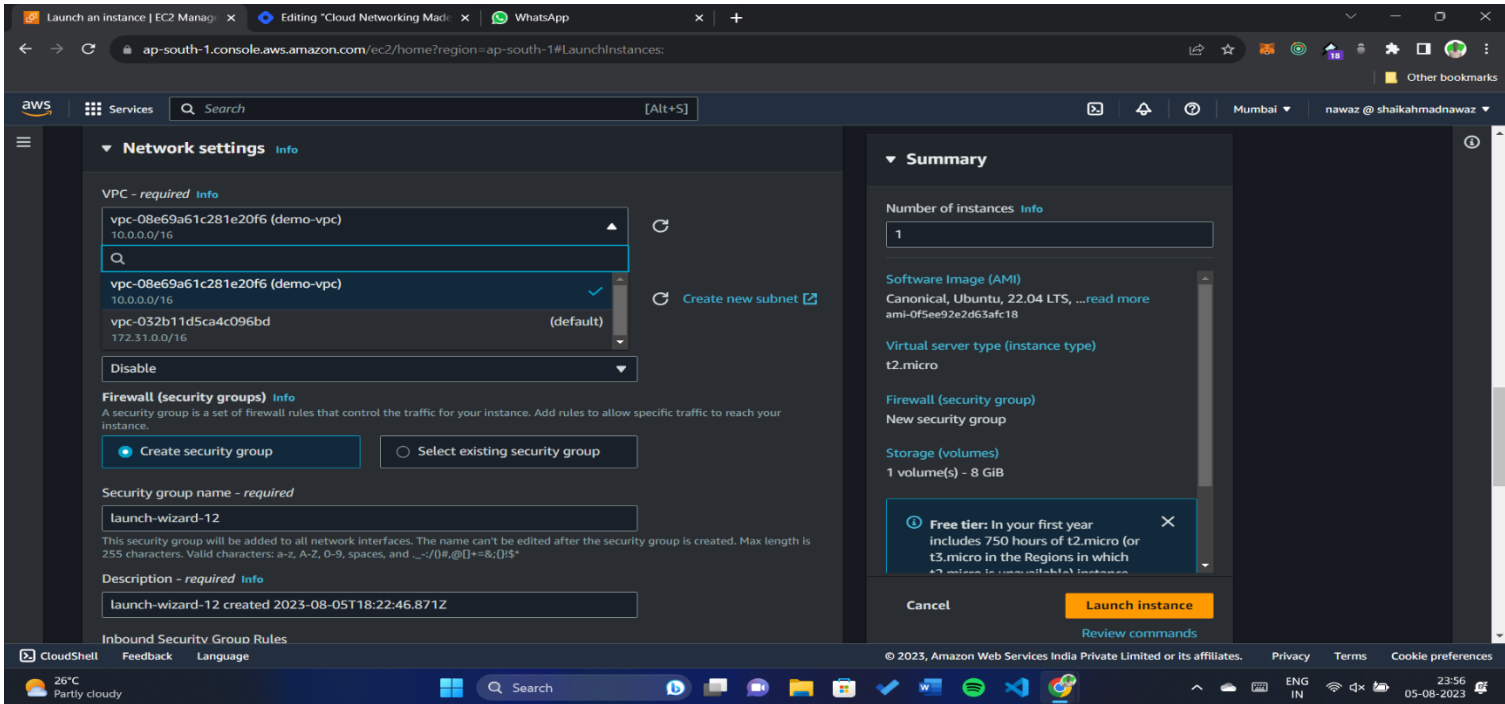 Launch an instance | EC2 Manage
Editing "Cloud Networking Made
WhatsApp
ap-south-1.console.aws.amazon.com/ec2/home?region=ap-south-1#LaunchInstances:
18
Other bookmarks
aws
Services
Search
[Alt+S]
Mumbai
nawaz @ shaikahmadnawaz
Network settings Info
VPC - required Info
vpc-08e69a61c281e20f6 (demo-vpc)
10.0.0.0/16
vpc-08e69a61c281e20f6 (demo-vpc)
10.0.0.0/16
Create new subnet
vpc-032b11d5ca4c096bd (default)
172.31.0.0/16
Disable
Firewall (security groups) Info
A security group is a set of firewall rules that control the traffic for your instance. Add rules to allow specific traffic to reach your
instance.
Create security group
Select existing security group
Security group name - required
launch-wizard-12
This security group will be added to all network interfaces. The name can't be edited after the security group is created. Max length is
255 characters. Valid characters: a-z, A-Z, 0-9, spaces, and ._-:/()#,@[]+=&;{}!$*
Description - required Info
launch-wizard-12 created 2023-08-05T18:22:46.871Z
Inbound Security Group Rules
Summary
Number of instances Info
1
Software Image (AMI)
Canonical, Ubuntu, 22.04 LTS, ...read more
ami-0f5ee92e2d63afc18
Virtual server type (instance type)
t2.micro
Firewall (security group)
New security group
Storage (volumes)
1 volume(s) - 8 GiB
Free tier: In your first year
includes 750 hours of t2.micro (or
t3.micro in the Regions in which
t2.micro is unavailable) instance
Cancel
Launch instance
Review commands
CloudShell
Feedback
Language
© 2023, Amazon Web Services India Private Limited or its affiliates.
Privacy
Terms
Cookie preferences
26°C
Partly cloudy
Search
ENG
IN
23:56
05-08-2023